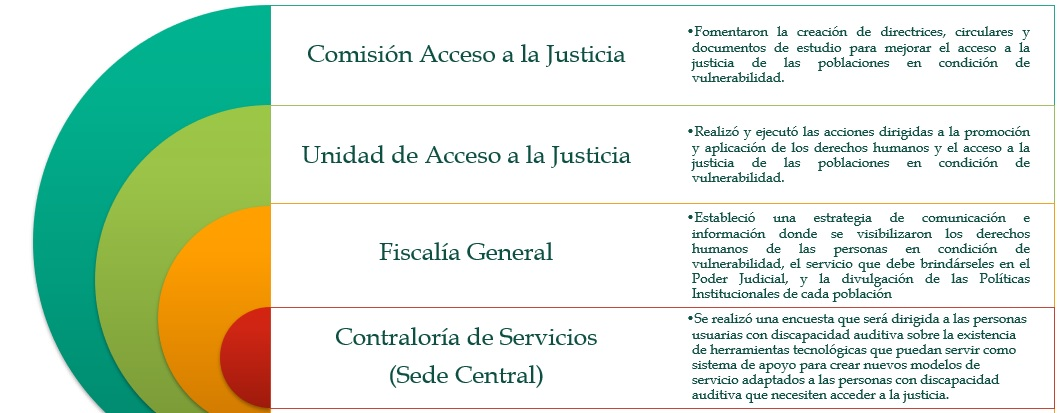 Comisión Acceso a la Justicia
•Fomentaron la creación de directrices, circulares y
documentos de estudio para mejorar el acceso a la
justicia de las poblaciones en condición de
vulnerabilidad.
Unidad de Acceso a la Justicia
•Realizó y ejecutó las acciones dirigidas a la promoción
y aplicación de los derechos humanos y el acceso a la
justicia de las poblaciones en condición de
vulnerabilidad.
Fiscalía General
•Estableció una estrategia de comunicación e
información donde se visibilizaron los derechos
humanos de las personas en condición de
vulnerabilidad, el servicio que debe brindárseles en el
Poder Judicial, y la divulgación de las Políticas
Institucionales de cada población
Contraloría de Servicios
(Sede Central)
•Se realizó una encuesta que será dirigida a las personas
usuarias con discapacidad auditiva sobre la existencia
de herramientas tecnológicas que puedan servir como
sistema de apoyo para crear nuevos modelos de
servicio adaptados a las personas con discapacidad
auditiva que necesiten acceder a la justicia.